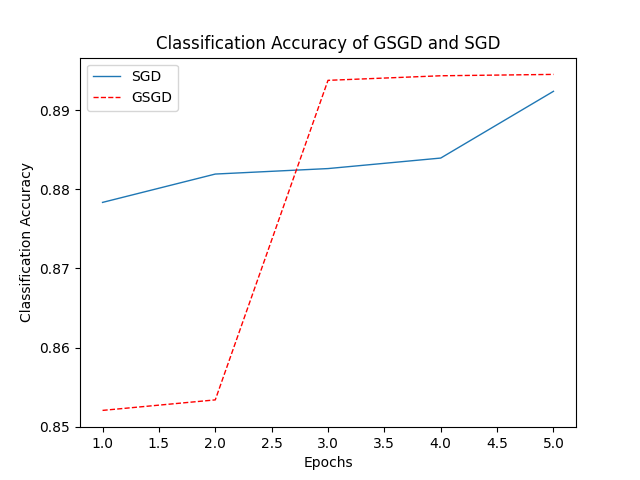 Classification Accuracy of GSGD and SGD
SGD
GSGD
Classification Accuracy
0.89
0.88
0.87
0.86
0.85
1.0 1.5 2.0 2.5 3.0 3.5 4.0 4.5 5.0
Epochs